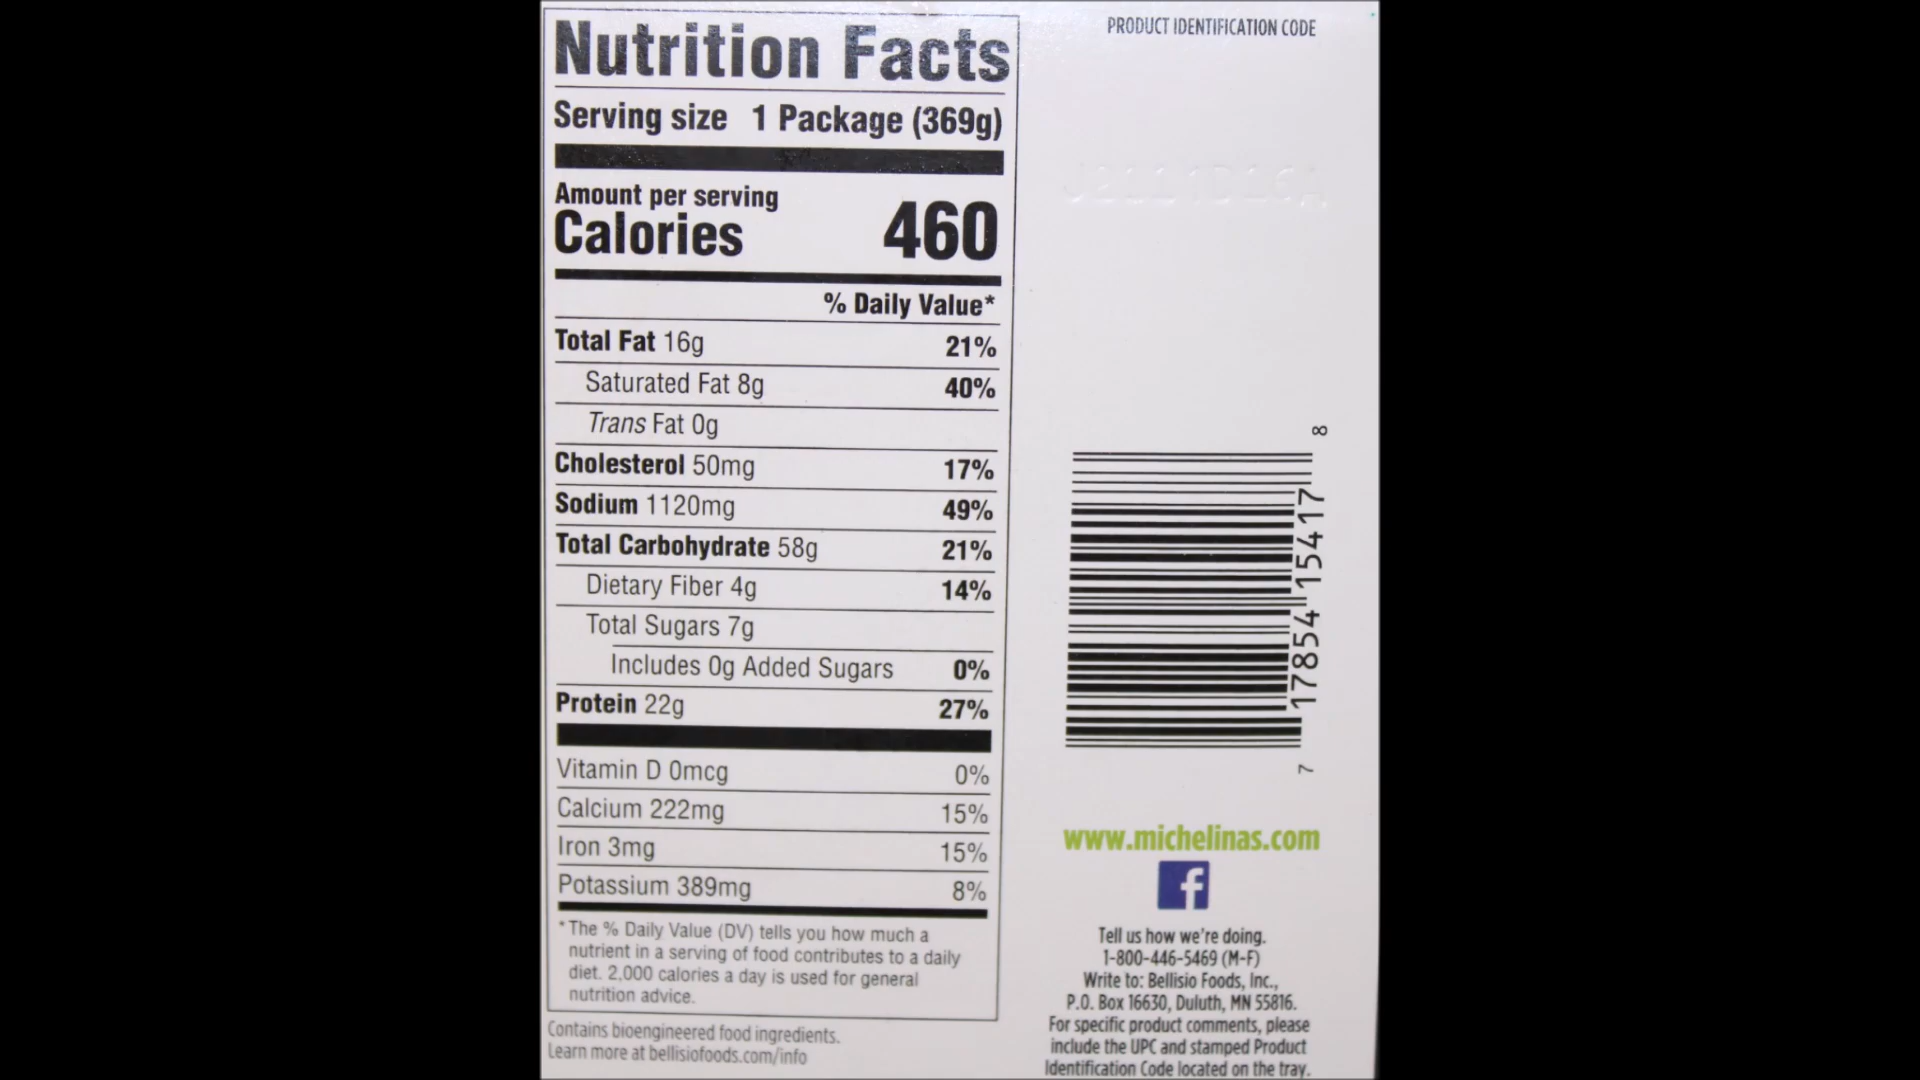 Nutrition Facts
Serving size 1 Package (369g)
Amount per serving
Calories 460
% Daily Value*
Total Fat 16g 21%
Saturated Fat 8g 40%
Trans Fat 0g
Cholesterol 50mg 17%
Sodium 1120mg 49%
Total Carbohydrate 58g 21%
Dietary Fiber 4g 14%
Total Sugars 7g
Includes 0g Added Sugars 0%
Protein 22g 27%
Vitamin D 0mcg 0%
Calcium 222mg 15%
Iron 3mg 15%
Potassium 389mg 8%
*The % Daily Value (DV) tells you how much a
nutrient in a serving of food contributes to a daily
diet. 2,000 calories a day is used for general
nutrition advice.
Contains bioengineered food ingredients.
Learn more at bellisiofoods.com/info
PRODUCT IDENTIFICATION CODE
7 17854 15417 8
www.michelinas.com
f
Tell us how we're doing.
1-800-446-5469 (M-F)
Write to: Bellisio Foods, Inc.,
P.O. Box 16630, Duluth, MN 55816.
For specific product comments, please
include the UPC and stamped Product
Identification Code located on the tray.